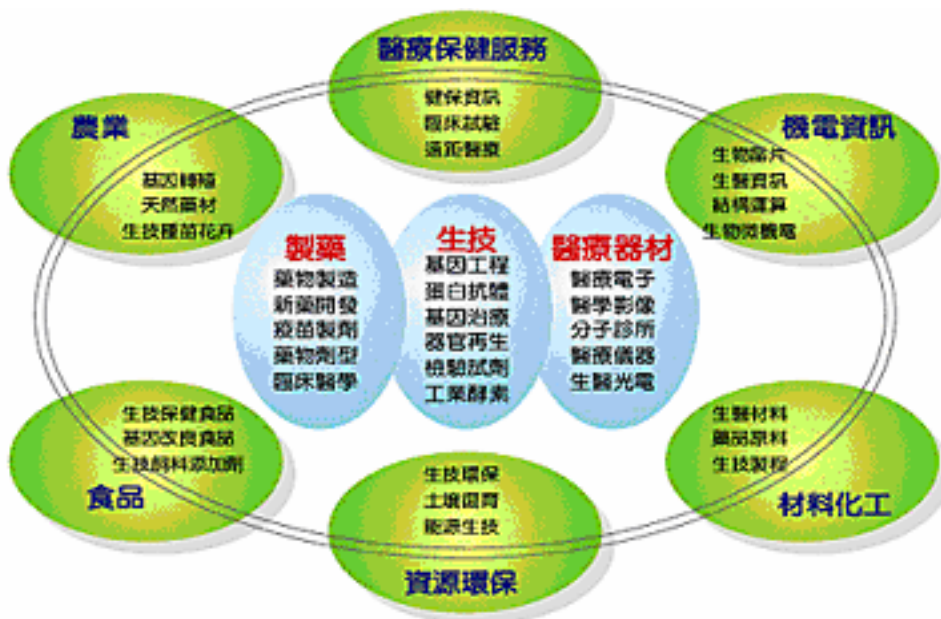 醫療保健服務
健保資訊
臨床試驗
遠距醫療
農業
基因轉殖
天然藥材
生技種苗花卉
機電資訊
生物晶片
生醫資訊
結構運算
生物微機電
製藥
藥物製造
新藥開發
疫苗製劑
藥物劑型
臨床醫學
生技
基因工程
蛋白抗體
基因治療
器官再生
檢驗試劑
工業酵素
醫療器材
醫療電子
醫學影像
分子診所
醫療儀器
生醫光電
生技保健食品
基因改良食品
生技飼料添加劑
食品
生技環保
土壤復育
能源生技
資源環保
生醫材料
藥品原料
生技製程
材料化工